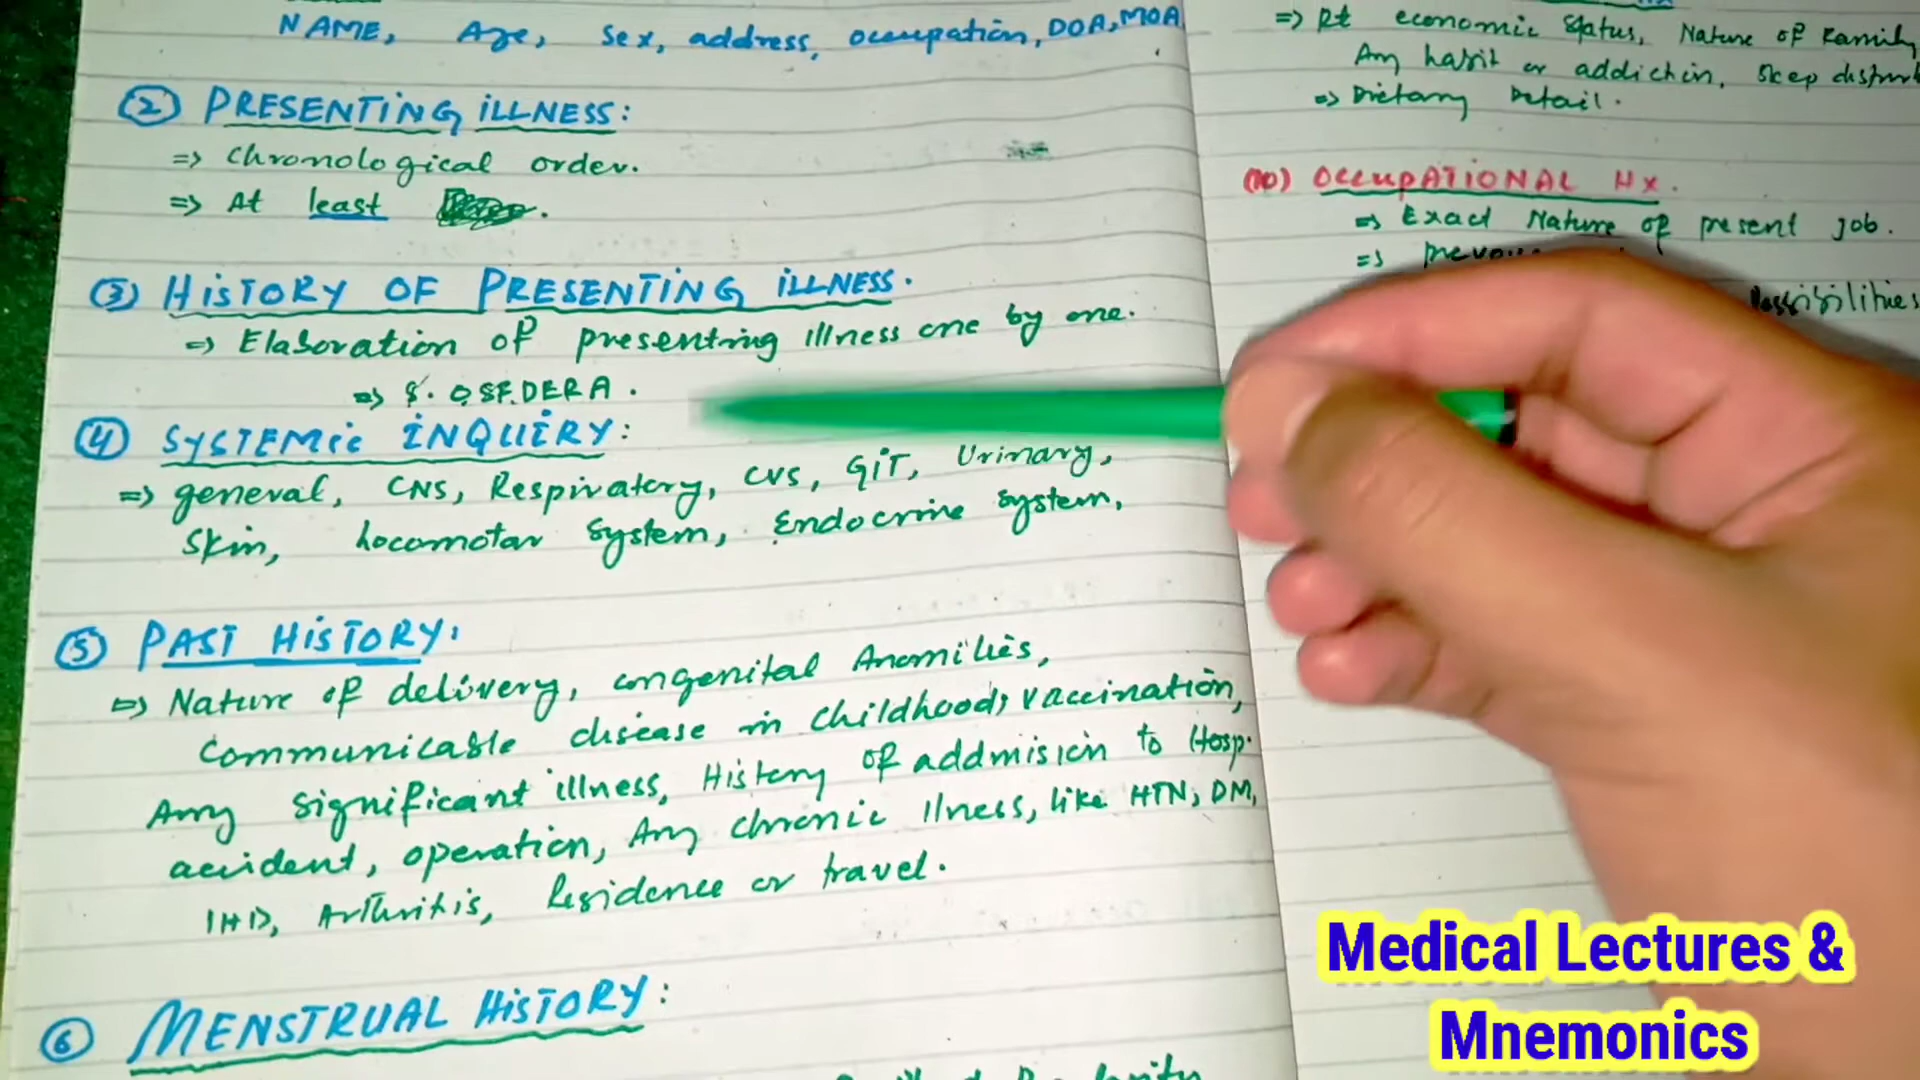 NAME, Age, Sex, address, occupation, DOA, MOA
② PRESENTING ILLNESS:
=> Chronological order.
=> At least
③ HISTORY OF PRESENTING ILLNESS.
=> Elaboration of presenting illness one by one.
=> S. OSF.DERA.
④ SYSTEMIC INQUIRY:
=> general, CNS, Respiratory, CVS, GIT, Urinary,
Skin, Locomotor System, Endocrine system,
⑤ PAST HISTORY:
=> Nature of delivery, congenital Anomilies,
Communicable disease in childhood, vaccination,
Any significant illness, History of addmision to Hosp.
accident, operation, Any chronic illness, like HTN, DM,
IHD, Arthritis, Residence or travel.
⑥ MENSTRUAL HISTORY:
=> Pt economic status, Nature of Family,
Any habit or addiction, Sleep
=> Dietary Detail.
(10) OCCUPATIONAL Hx.
=> Exact Nature of present job.
=>
Possibilities
Medical Lectures &
Mnemonics